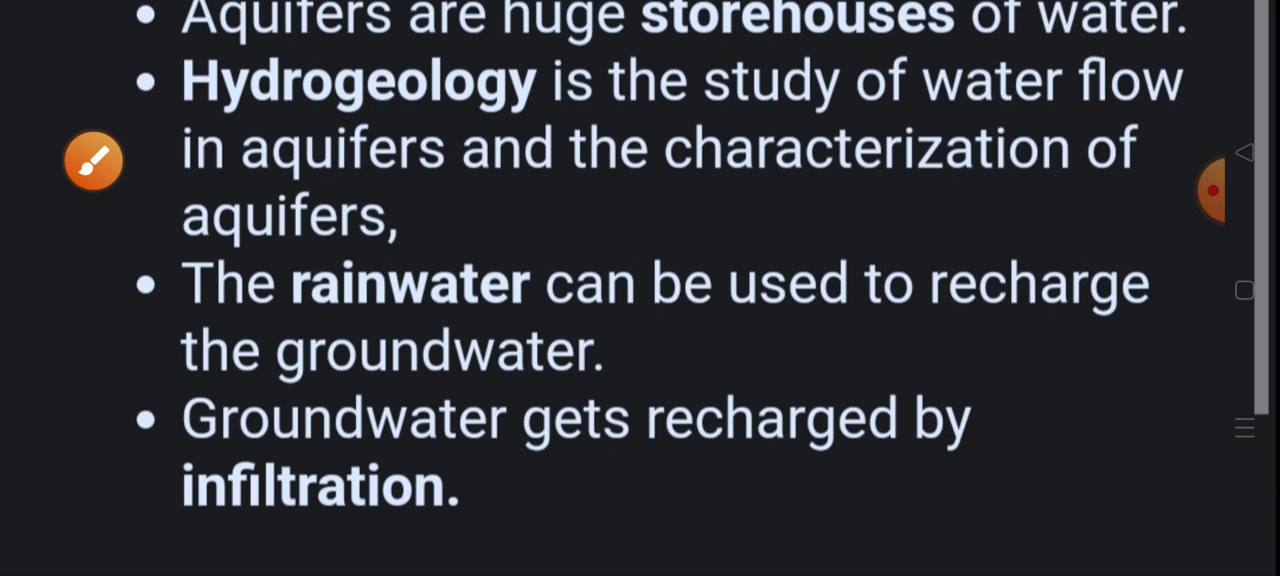 • Aquifers are huge storehouses of water.
• Hydrogeology is the study of water flow
in aquifers and the characterization of
aquifers,
• The rainwater can be used to recharge
the groundwater.
• Groundwater gets recharged by
infiltration.